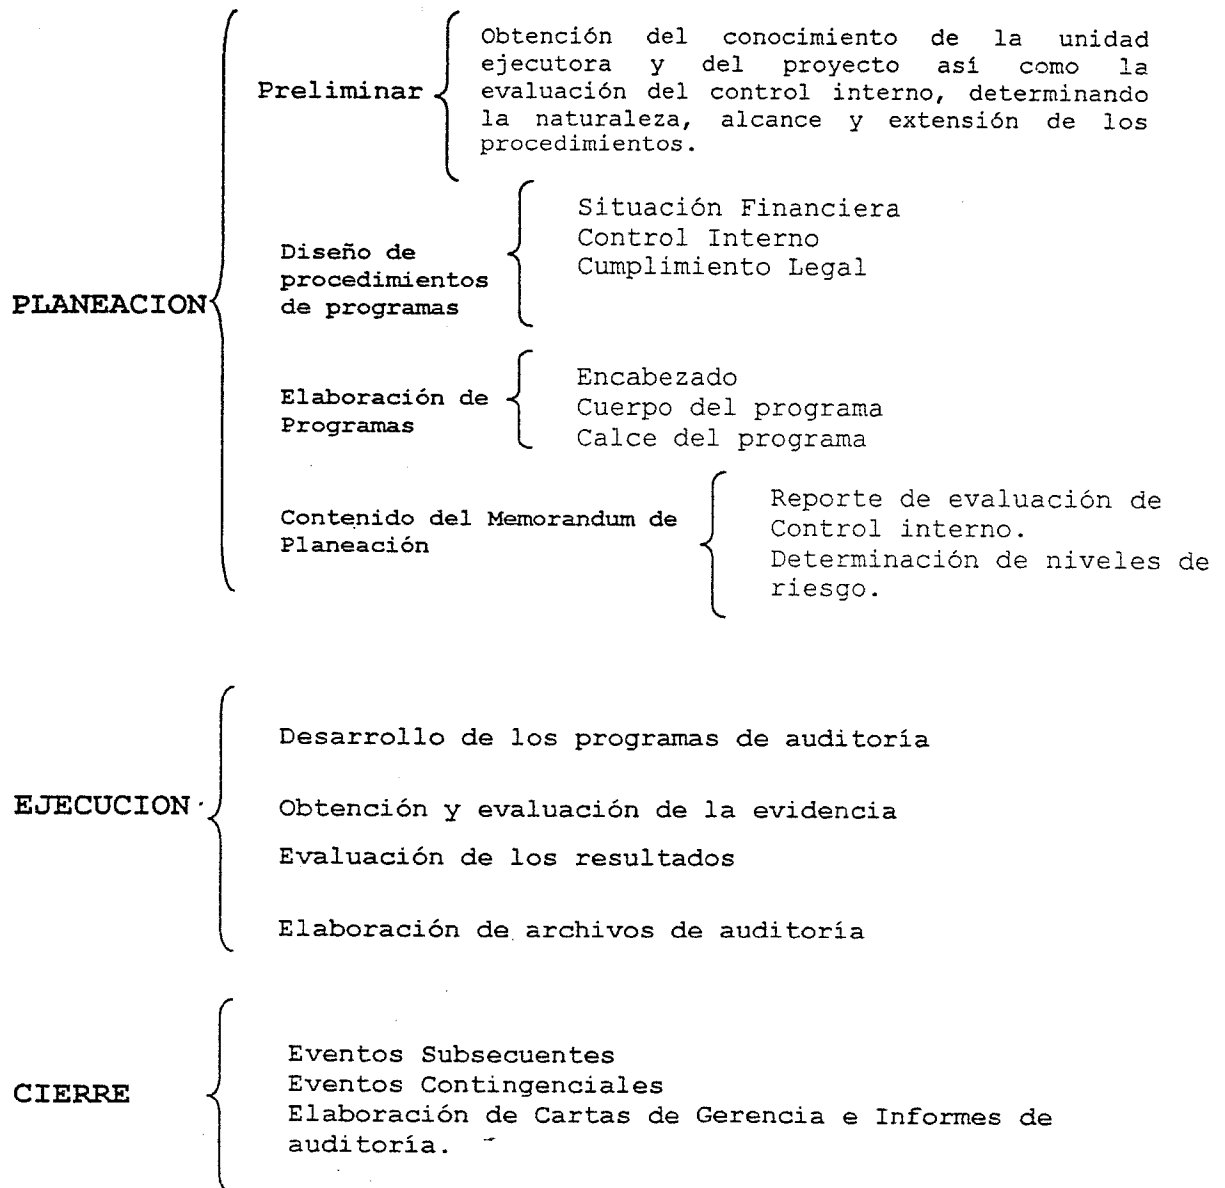 Preliminar
Obtención del conocimiento de la unidad
ejecutora y del proyecto así como la
evaluación del control interno, determinando
la naturaleza, alcance y extensión de los
procedimientos.
PLANEACION
Diseño de
procedimientos
de programas
Situación Financiera
Control Interno
Cumplimiento Legal
Elaboración de
Programas
Encabezado
Cuerpo del programa
Calce del programa
Contenido del Memorandum de
Planeación
Reporte de evaluación de
Control interno.
Determinación de niveles de
riesgo.
EJECUCION
Desarrollo de los programas de auditoría
Obtención y evaluación de la evidencia
Evaluación de los resultados
Elaboración de archivos de auditoría
CIERRE
Eventos Subsecuentes
Eventos Contingenciales
Elaboración de Cartas de Gerencia e Informes de
auditoría.